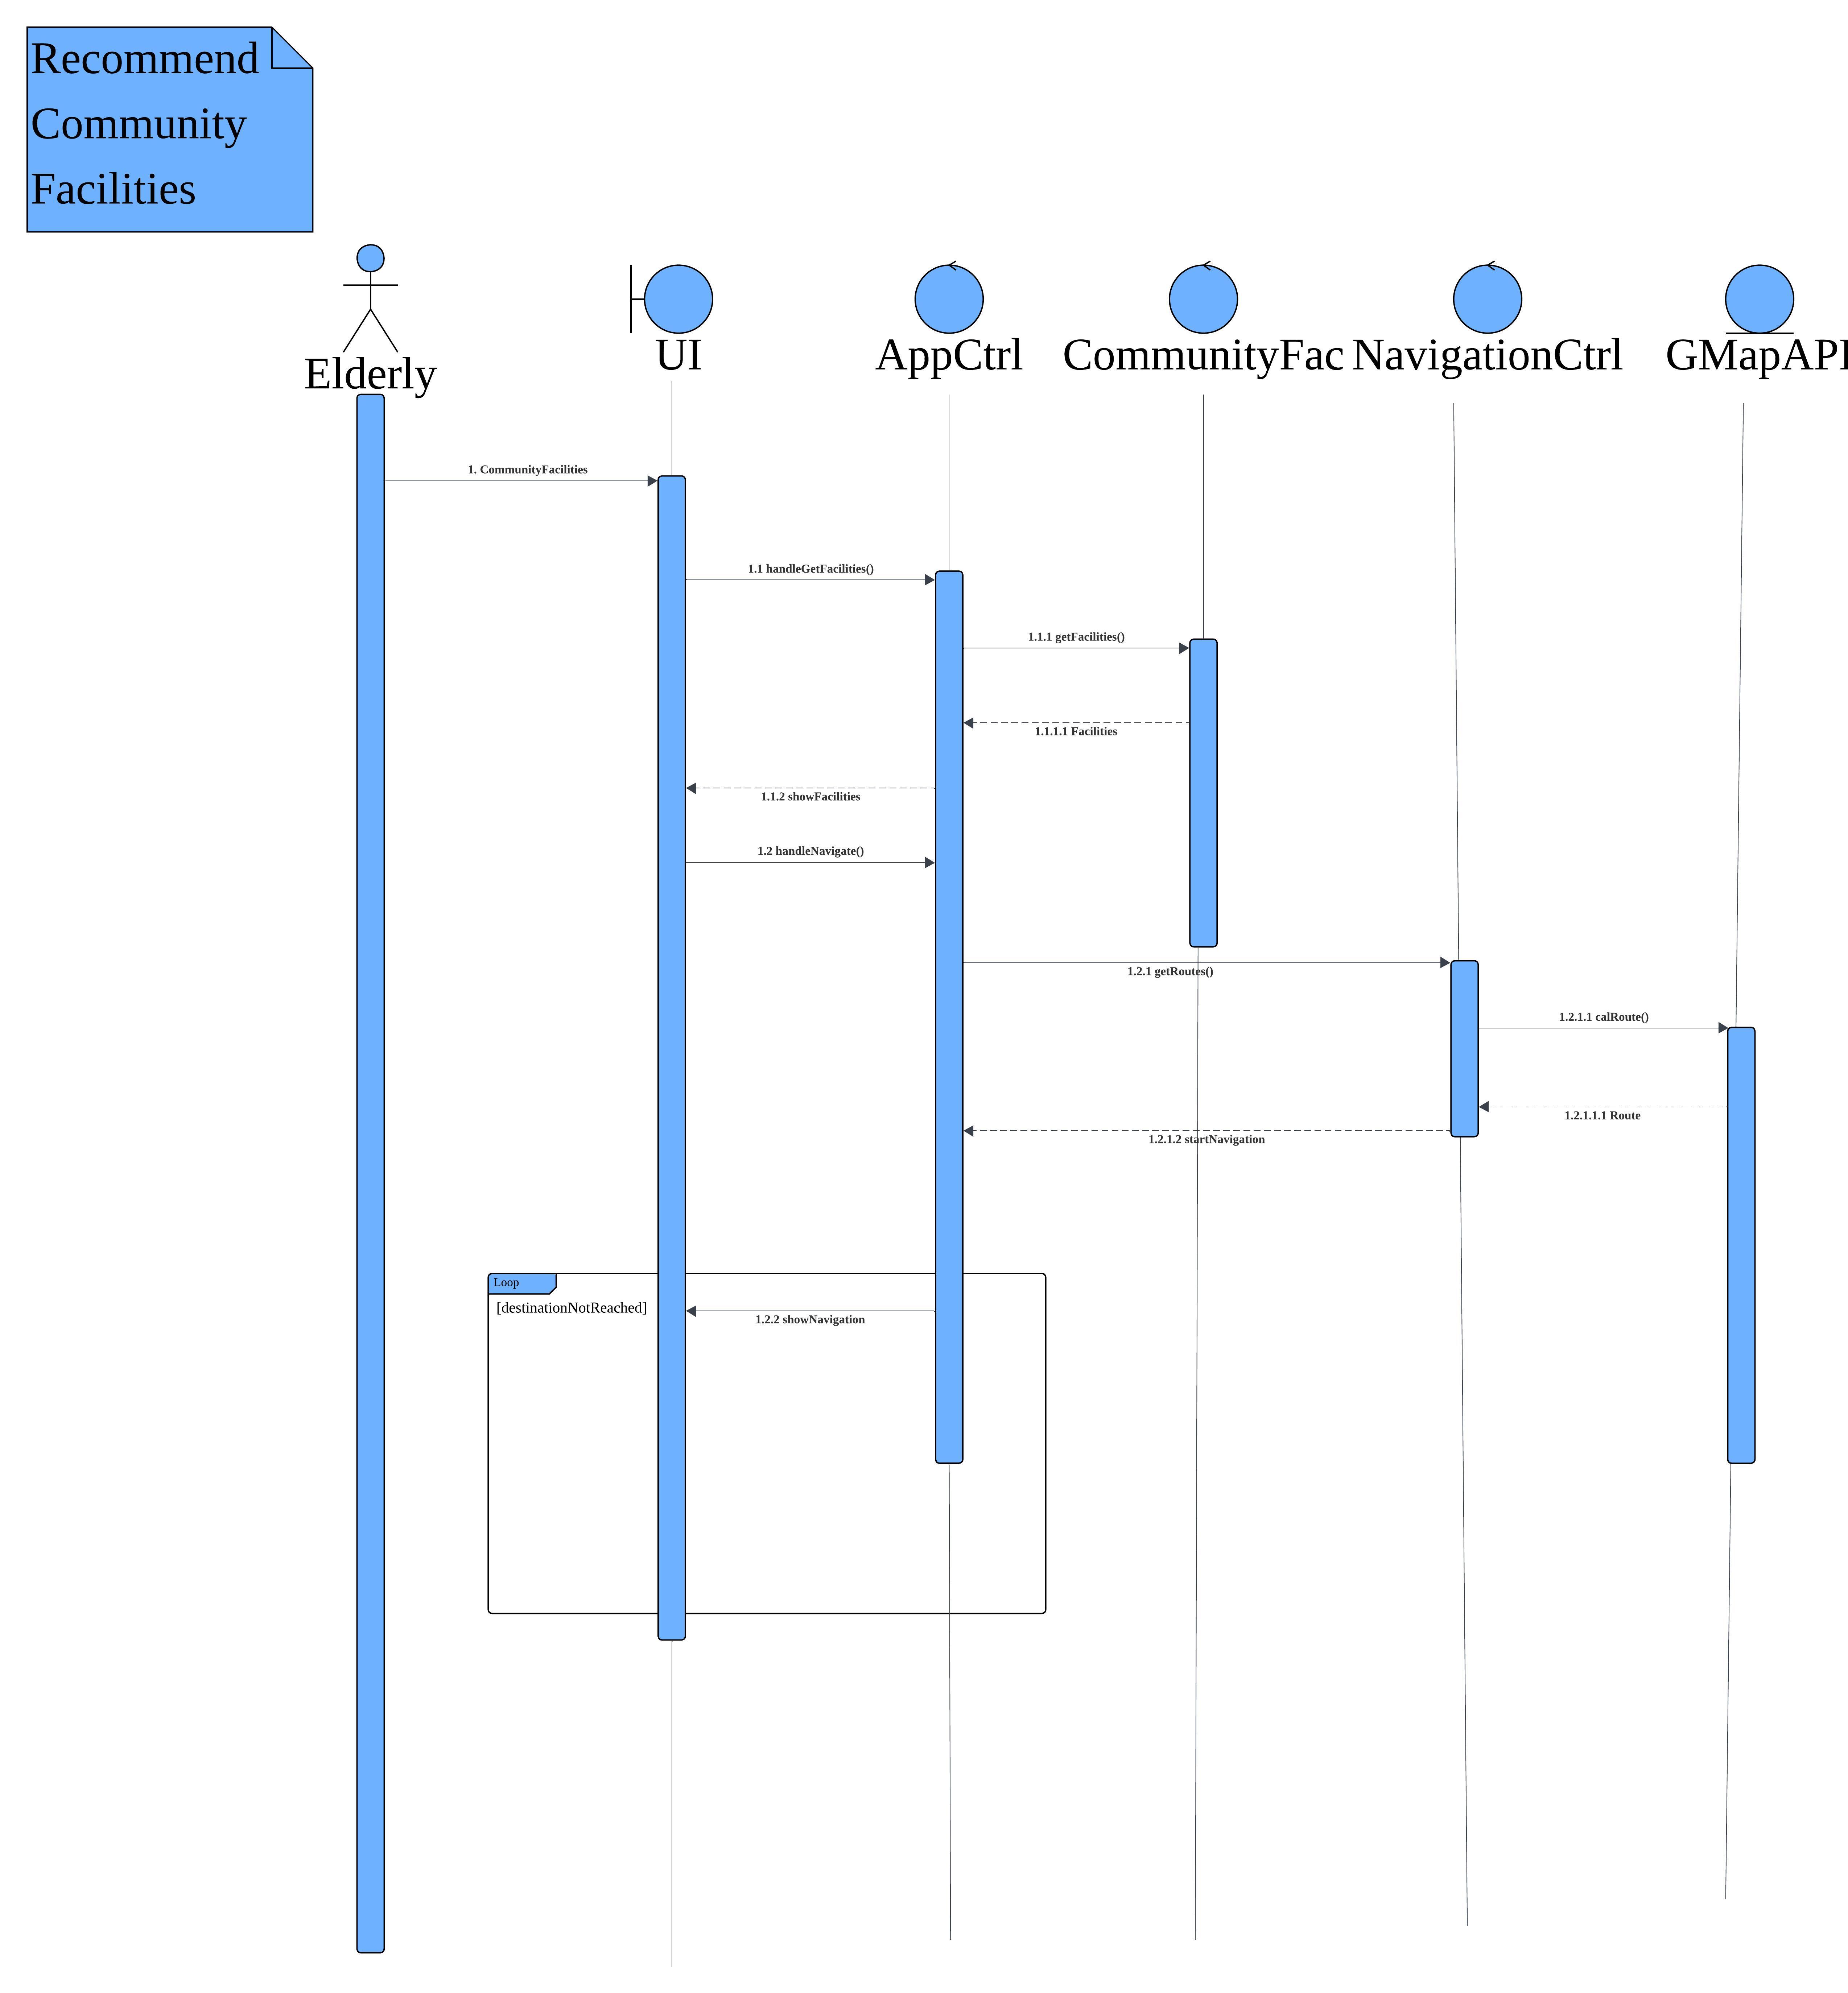 Recommend
Community
Facilities
Elderly
UI
AppCtrl
CommunityFac
NavigationCtrl
GMapAPI
1. CommunityFacilities
1.1 handleGetFacilities()
1.1.1 getFacilities()
1.1.1.1 Facilities
1.1.2 showFacilities
1.2 handleNavigate()
1.2.1 getRoutes()
1.2.1.1 calRoute()
1.2.1.1.1 Route
1.2.1.2 startNavigation
Loop
[destinationNotReached]
1.2.2 showNavigation